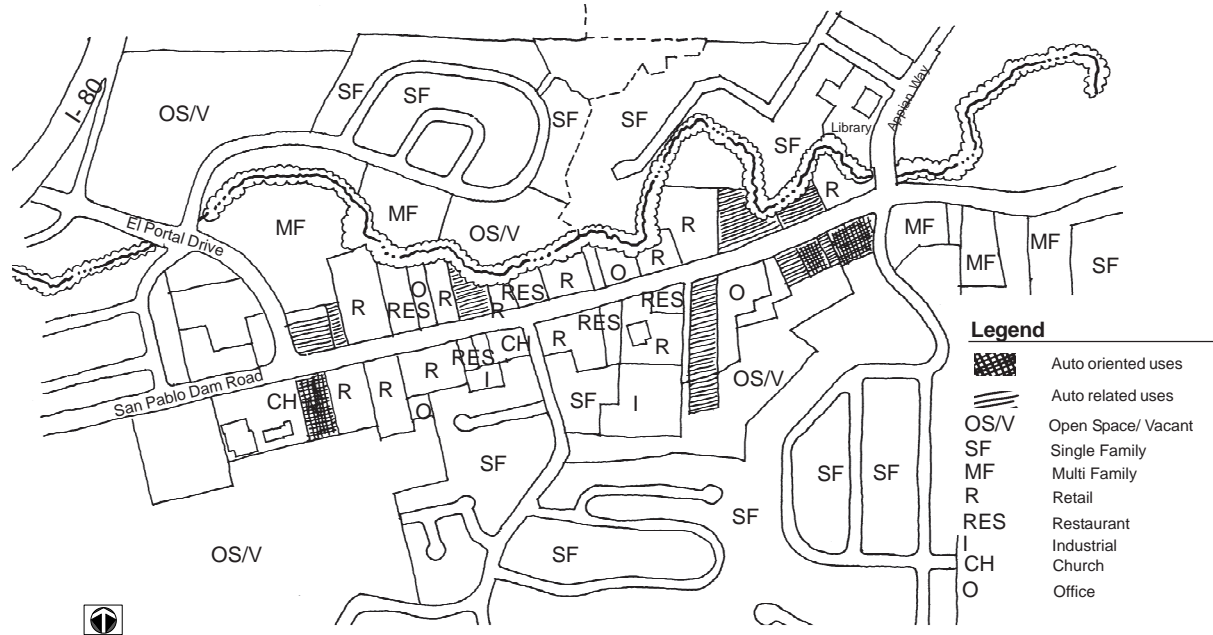 I- 80
OS/V
SF
SF
SF
SF
SF
Library
Appian Way
El Portal Drive
MF
MF
OS/V
R
R
MF
MF
MF
SF
R
O
RES
R
R
RES
R
O
R
RES
RES
R
R
O
San Pablo Dam Road
CH
R
R
R
RES
I
CH
O
SF
I
OS/V
SF
SF
SF
SF
OS/V
SF
Legend
Auto oriented uses
Auto related uses
OS/V Open Space/ Vacant
SF Single Family
MF Multi Family
R Retail
RES Restaurant
I Industrial
CH Church
O Office